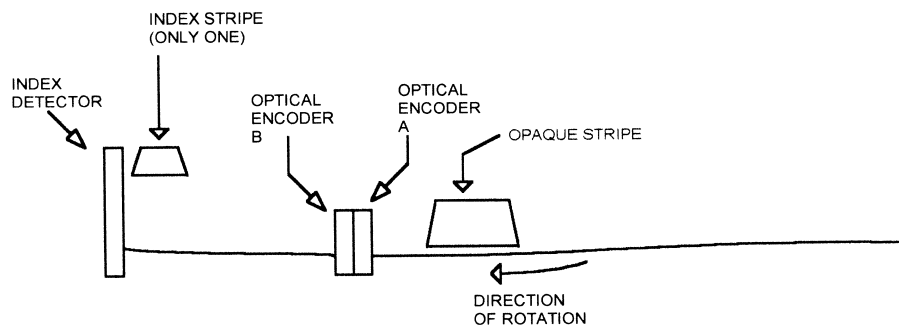 INDEX STRIPE
(ONLY ONE)
INDEX
DETECTOR
OPTICAL
ENCODER
B
OPTICAL
ENCODER
A
OPAQUE STRIPE
DIRECTION
OF ROTATION